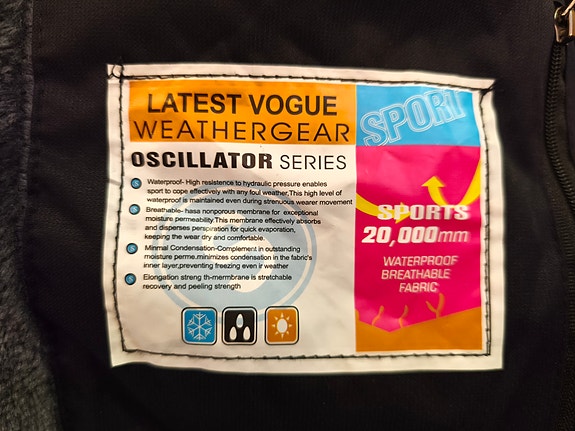 LATEST VOGUE
WEATHERGEAR
OSCILLATOR SERIES
Waterproof- High resistence to hydraulic pressure enables
sport to cope effectively with any foul weather,This high level of
waterproof is maintained even during strenuous wearer movement
Breathable- hasa nonporous membrane for exceptional
moisture permeability.This membrane effectively absorbs
and disperses perspiration for quick evaporation,
keeping the wear dry and comfortable.
Minmal Condensation-Complement in outstanding
moisture perme.minimizes condensation in the fabric's
inner layer,preventing freezing even ir weather
Elongation streng th-mermbrane is stretchable
recovery and peeling strength
SPORT
SPORTS
20,000mm
WATERPROOF
BREATHABLE
FABRIC